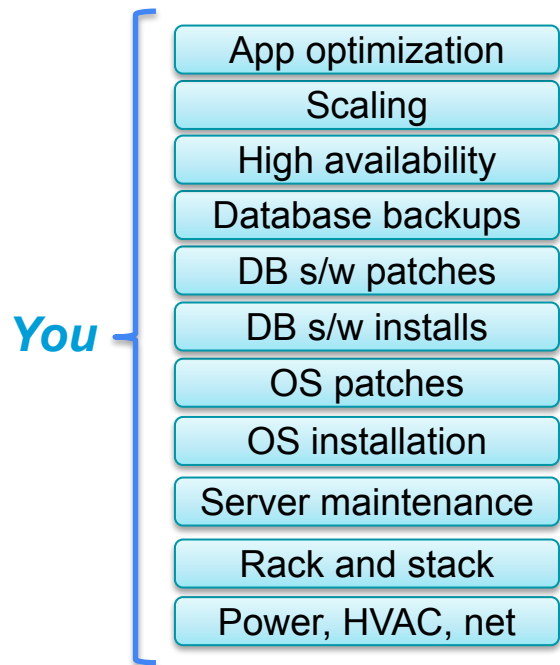 App optimization
Scaling
High availability
Database backups
DB s/w patches
You
DB s/w installs
OS patches
OS installation
Server maintenance
Rack and stack
Power, HVAC, net